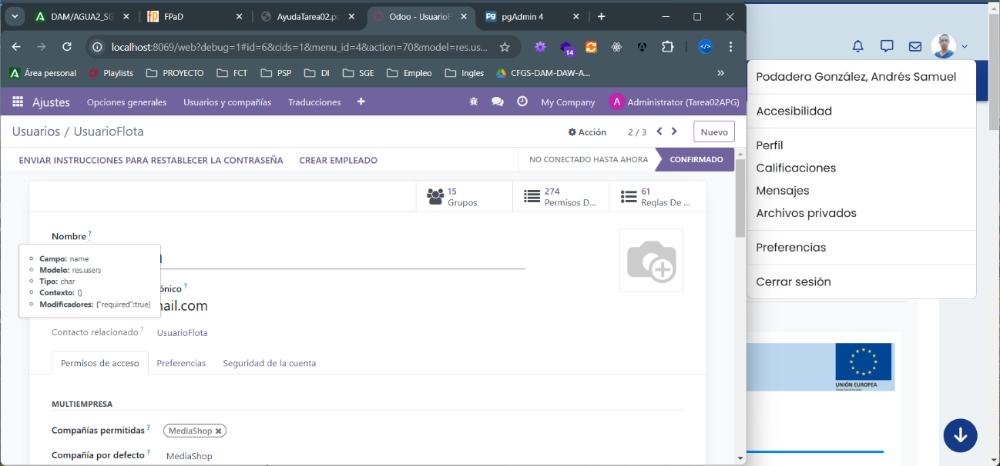 DAM/AGUA2_SG
FPaD
AyudaTarea02.pd
Odoo - UsuarioF
pgAdmin 4
localhost:8069/web?debug=1#id=6&cids=1&menu_id=4&action=70&model=res.us...
14
Área personal
Playlists
PROYECTO
FCT
PSP
DI
SGE
Empleo
Ingles
CFGS-DAM-DAW-A...
»
Ajustes
Opciones generales
Usuarios y compañías
Traducciones
My Company
A
Administrator (Tarea02APG)
Usuarios / UsuarioFlota
Acción
2 / 3
Nuevo
ENVIAR INSTRUCCIONES PARA RESTABLECER LA CONTRASEÑA
CREAR EMPLEADO
NO CONECTADO HASTA AHORA
CONFIRMADO
15
Grupos
274
Permisos D...
61
Reglas De ...
Nombre ?
Campo: name
Modelo: res.users
Tipo: char
Contexto: {}
Modificadores: {"required":true}
ónico ?
ail.com
Contacto relacionado ?
UsuarioFlota
Permisos de acceso
Preferencias
Seguridad de la cuenta
MULTIEMPRESA
Compañías permitidas ?
MediaShop
Compañía por defecto ?
MediaShop
Podadera González, Andrés Samuel
Accesibilidad
Perfil
Calificaciones
Mensajes
Archivos privados
Preferencias
Cerrar sesión
UNIÓN EUROPEA
Fondo Social Europeo